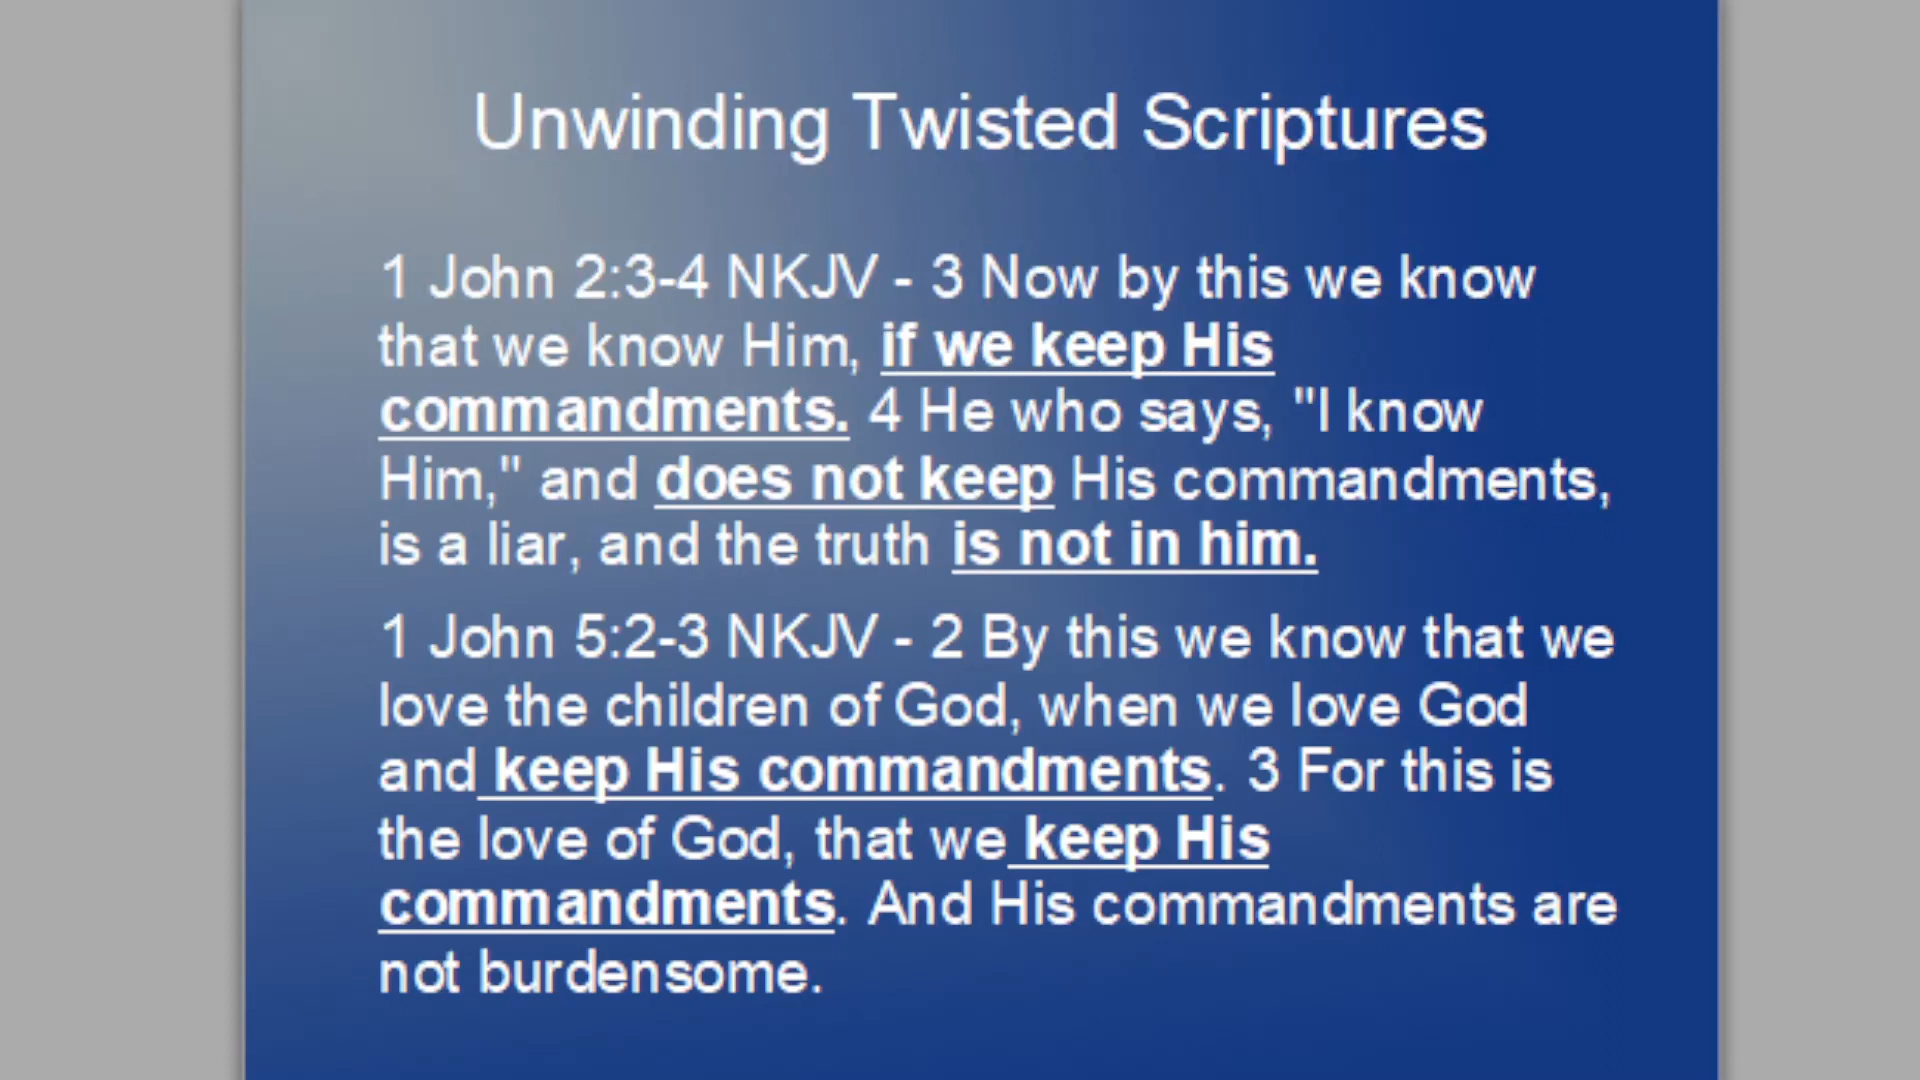 Unwinding Twisted Scriptures
1 John 2:3-4 NKJV - 3 Now by this we know
that we know Him, if we keep His
commandments. 4 He who says, "I know
Him," and does not keep His commandments,
is a liar, and the truth is not in him.
1 John 5:2-3 NKJV - 2 By this we know that we
love the children of God, when we love God
and keep His commandments. 3 For this is
the love of God, that we keep His
commandments. And His commandments are
not burdensome.